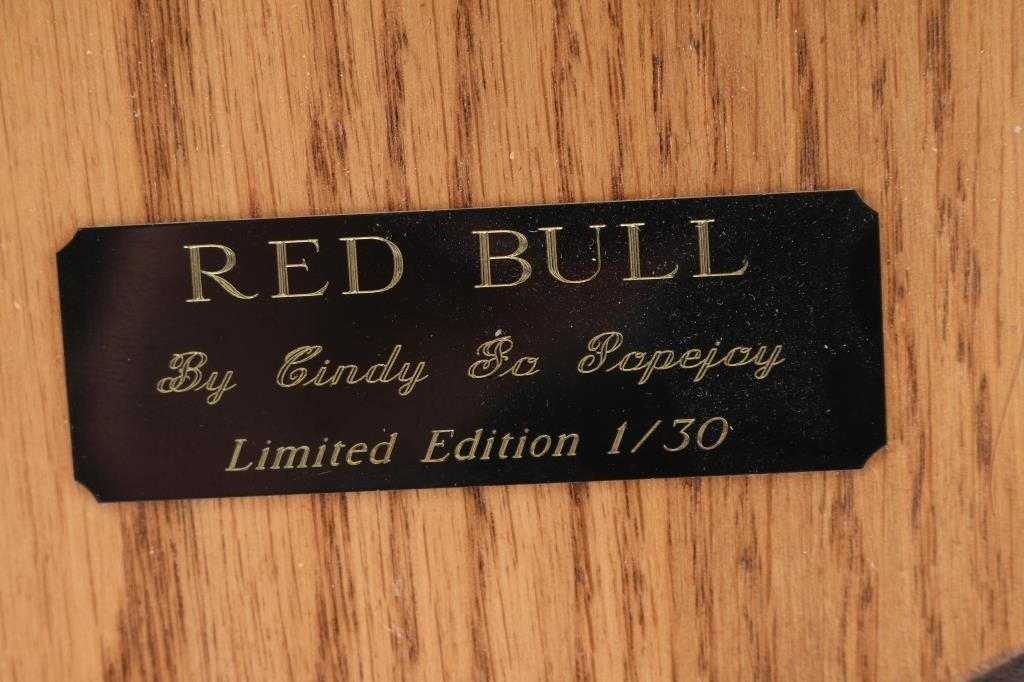 RED BULL
By Cindy Jo Popejoy
Limited Edition 1/30